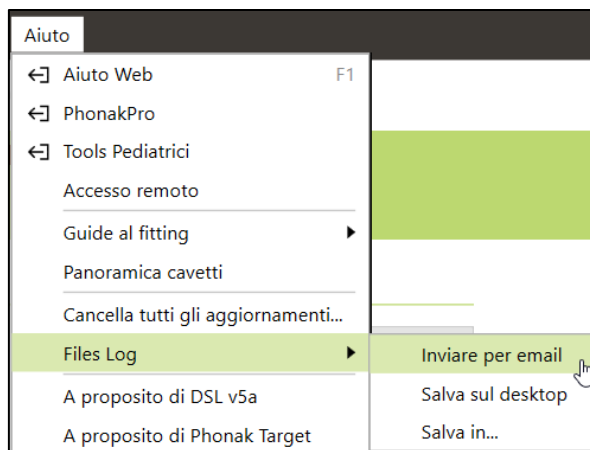 Aiuto
Aiuto Web F1
PhonakPro
Tools Pediatrici
Accesso remoto
Guide al fitting
Panoramica cavetti
Cancella tutti gli aggiornamenti...
Files Log
Inviare per email
A proposito di DSL v5a
Salva sul desktop
A proposito di Phonak Target
Salva in...